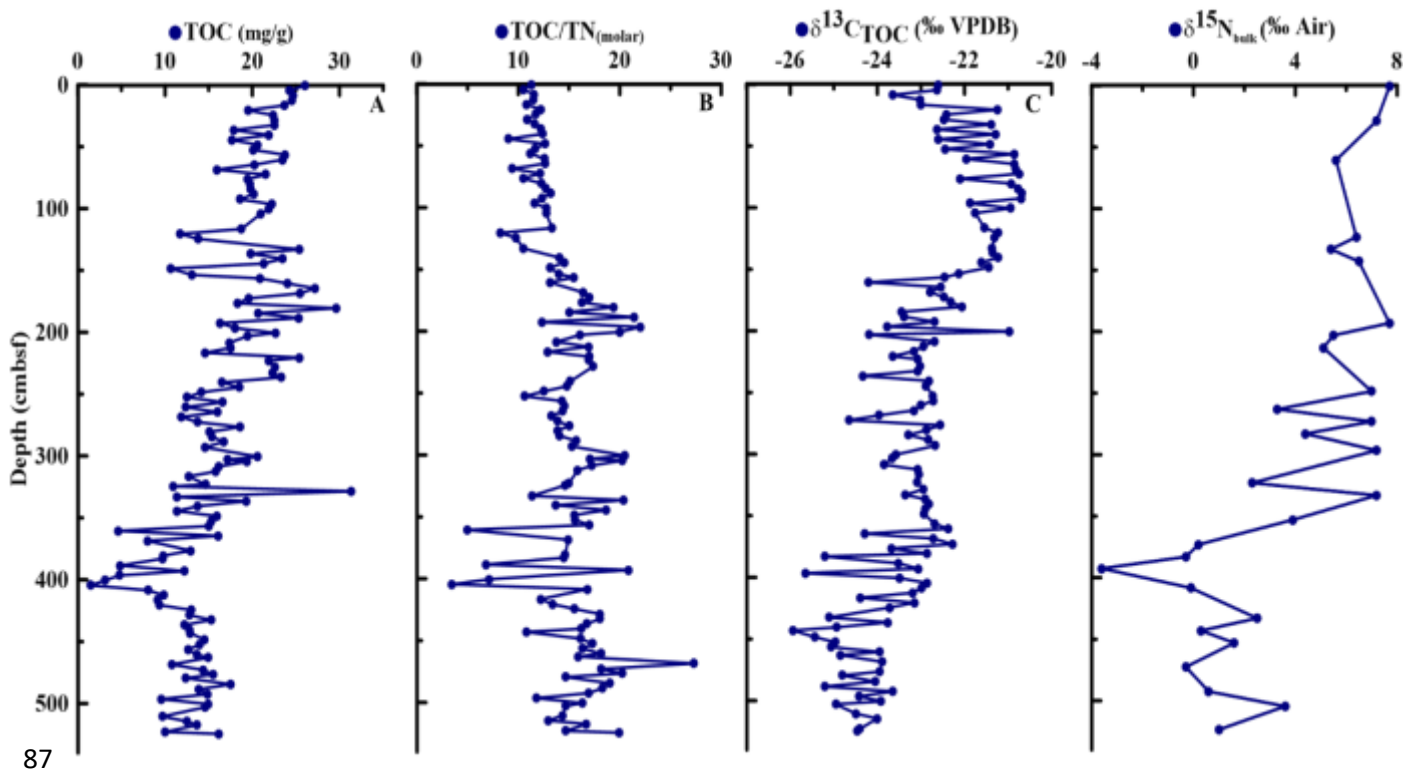 TOC (mg/g) TOC/TN(molar) δ13CTOC (‰ VPDB) δ15Nbulk (‰ Air)
0 10 20 30 0 10 20 30 -26 -24 -22 -20 -4 0 4 8
0
A B C
100
200
300
400
500
Depth (cmbsf)
87